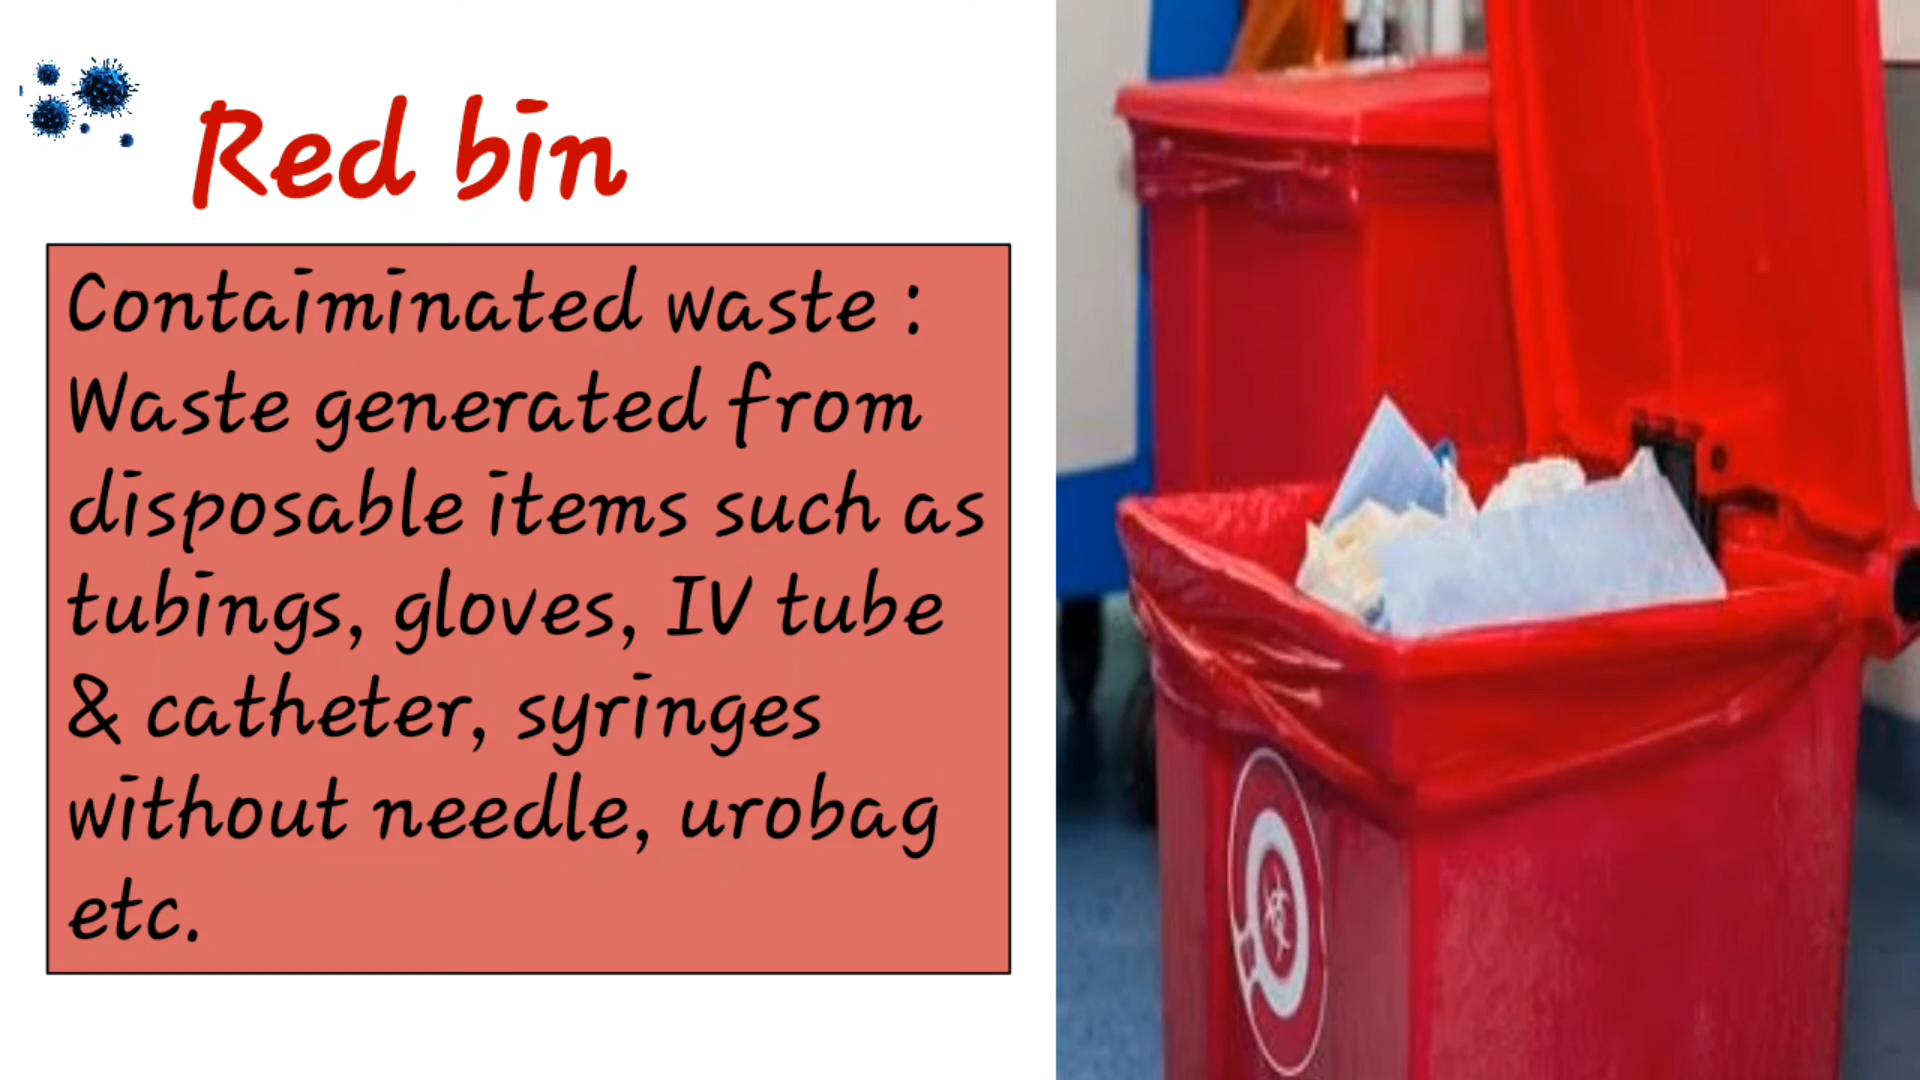 Red bin
Contaiminated waste :
Waste generated from
disposable items such as
tubings, gloves, IV tube
& catheter, syringes
without needle, urobag
etc.